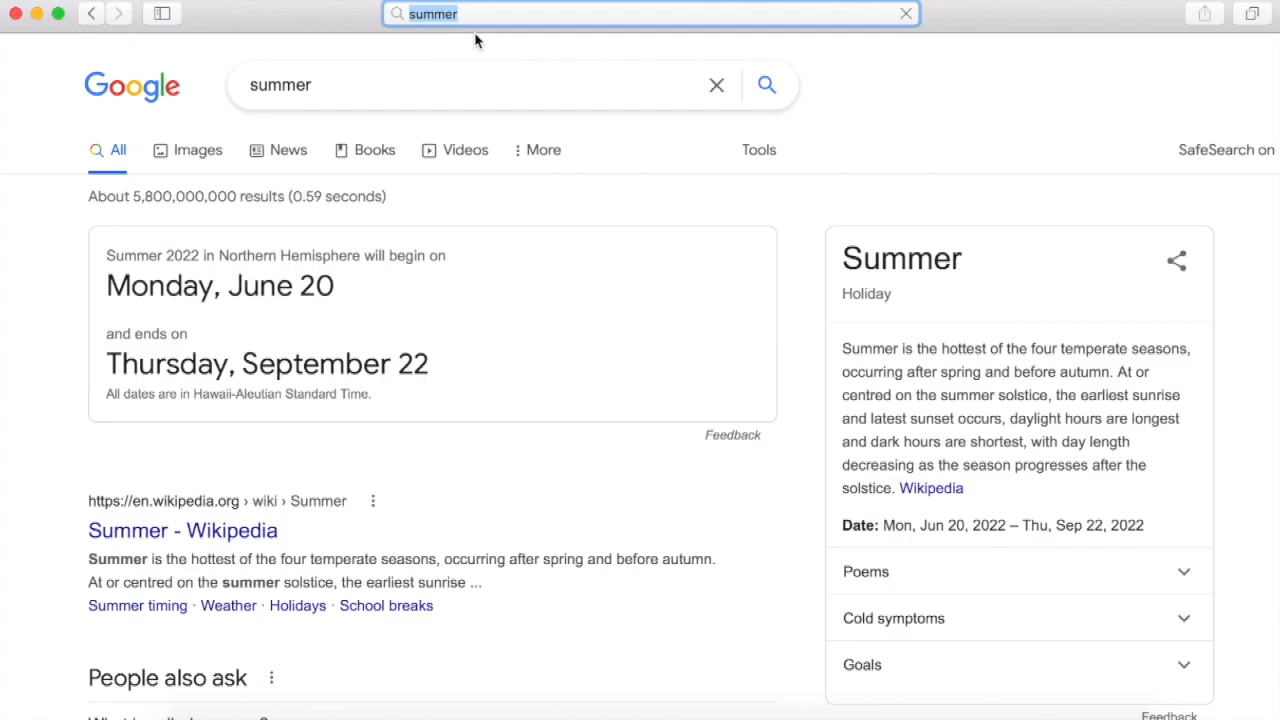 summer
Google
summer
All Images News Books Videos More Tools SafeSearch on
About 5,800,000,000 results (0.59 seconds)
Summer 2022 in Northern Hemisphere will begin on
Monday, June 20
and ends on
Thursday, September 22
All dates are in Hawaii-Aleutian Standard Time.
Feedback
https://en.wikipedia.org › wiki › Summer
Summer - Wikipedia
Summer is the hottest of the four temperate seasons, occurring after spring and before autumn.
At or centred on the summer solstice, the earliest sunrise ...
Summer timing · Weather · Holidays · School breaks
People also ask
Summer
Holiday
Summer is the hottest of the four temperate seasons,
occurring after spring and before autumn. At or
centred on the summer solstice, the earliest sunrise
and latest sunset occurs, daylight hours are longest
and dark hours are shortest, with day length
decreasing as the season progresses after the
solstice. Wikipedia
Date: Mon, Jun 20, 2022 – Thu, Sep 22, 2022
Poems
Cold symptoms
Goals
Feedback